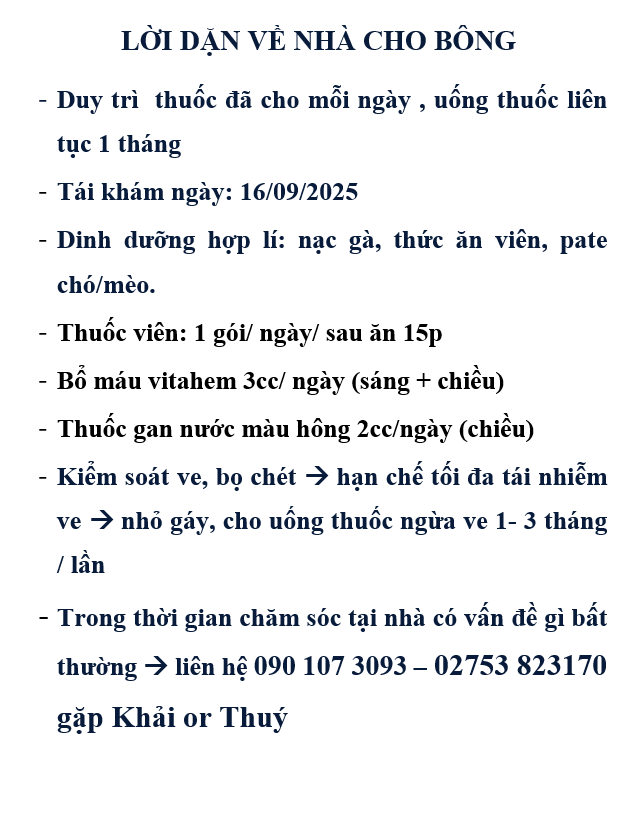 LỜI DẶN VỀ NHÀ CHO BÔNG
- Duy trì  thuốc đã cho mỗi ngày , uống thuốc liên
tục 1 tháng
- Tái khám ngày: 16/09/2025
- Dinh dưỡng hợp lí: nạc gà, thức ăn viên, pate
chó/mèo.
- Thuốc viên: 1 gói/ ngày/ sau ăn 15p
- Bổ máu vitahem 3cc/ ngày (sáng + chiều)
- Thuốc gan nước màu hông 2cc/ngày (chiều)
- Kiểm soát ve, bọ chét → hạn chế tối đa tái nhiễm
ve → nhỏ gáy, cho uống thuốc ngừa ve 1- 3 tháng
/ lần
- Trong thời gian chăm sóc tại nhà có vấn đề gì bất
thường → liên hệ 090 107 3093 – 02753 823170
gặp Khải or Thuý